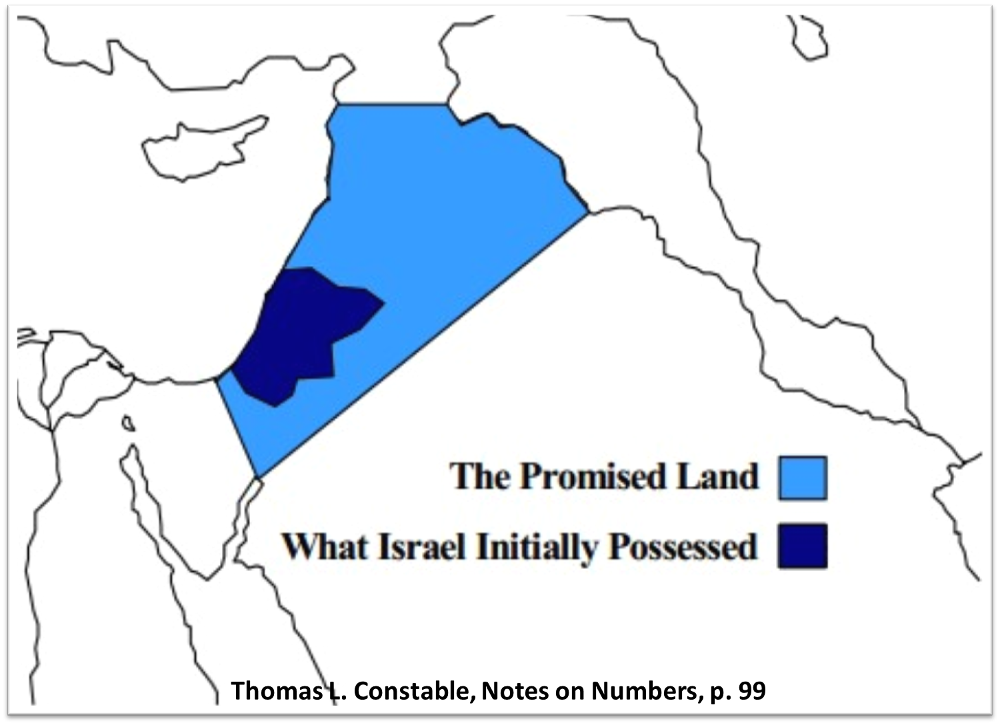 The Promised Land
What Israel Initially Possessed
Thomas L. Constable, Notes on Numbers, p. 99